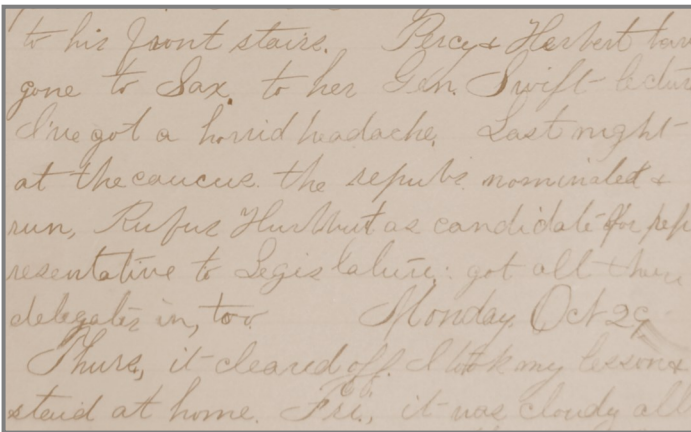 to his front stairs. Percy & Herbert hav
gone to Sax. to her Gen. Swift lectur
I've got a horrid headache. Last night
at the caucus the repubs. nominated &
run, Rufus Hurlbut as candidate for rep
resentative to Legislature: got all their
delegates in, too. Monday Oct 29
Thurs, it cleared off. I took my lesson &
staid at home. Fri., it was cloudy all